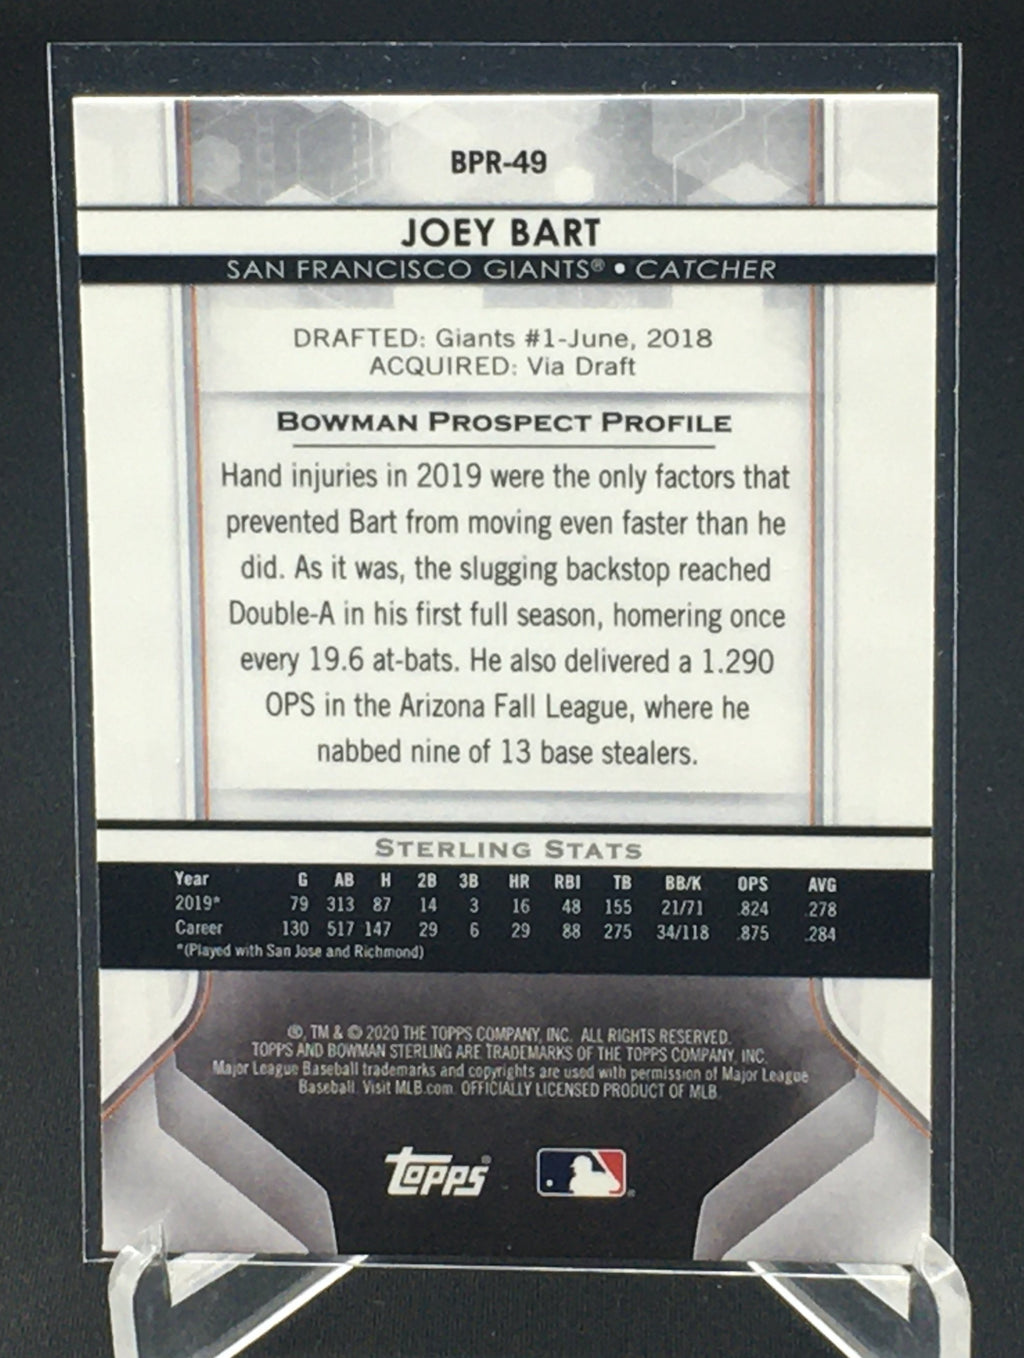 BPR-49
JOEY BART
SAN FRANCISCO GIANTS® • CATCHER
DRAFTED: Giants #1-June, 2018
ACQUIRED: Via Draft
BOWMAN PROSPECT PROFILE
Hand injuries in 2019 were the only factors that
prevented Bart from moving even faster than he
did. As it was, the slugging backstop reached
Double-A in his first full season, homering once
every 19.6 at-bats. He also delivered a 1.290
OPS in the Arizona Fall League, where he
nabbed nine of 13 base stealers.
STERLING STATS
Year G AB H 2B 3B HR RBI TB BB/K OPS AVG
2019* 79 313 87 14 3 16 48 155 21/71 .824 .278
Career 130 517 147 29 6 29 88 275 34/118 .875 .284
*(Played with San Jose and Richmond)
®, TM & © 2020 THE TOPPS COMPANY, INC. ALL RIGHTS RESERVED.
TOPPS AND BOWMAN STERLING ARE TRADEMARKS OF THE TOPPS COMPANY, INC.
Major League Baseball trademarks and copyrights are used with permission of Major League
Baseball. Visit MLB.com. OFFICIALLY LICENSED PRODUCT OF MLB.
TOPPS®